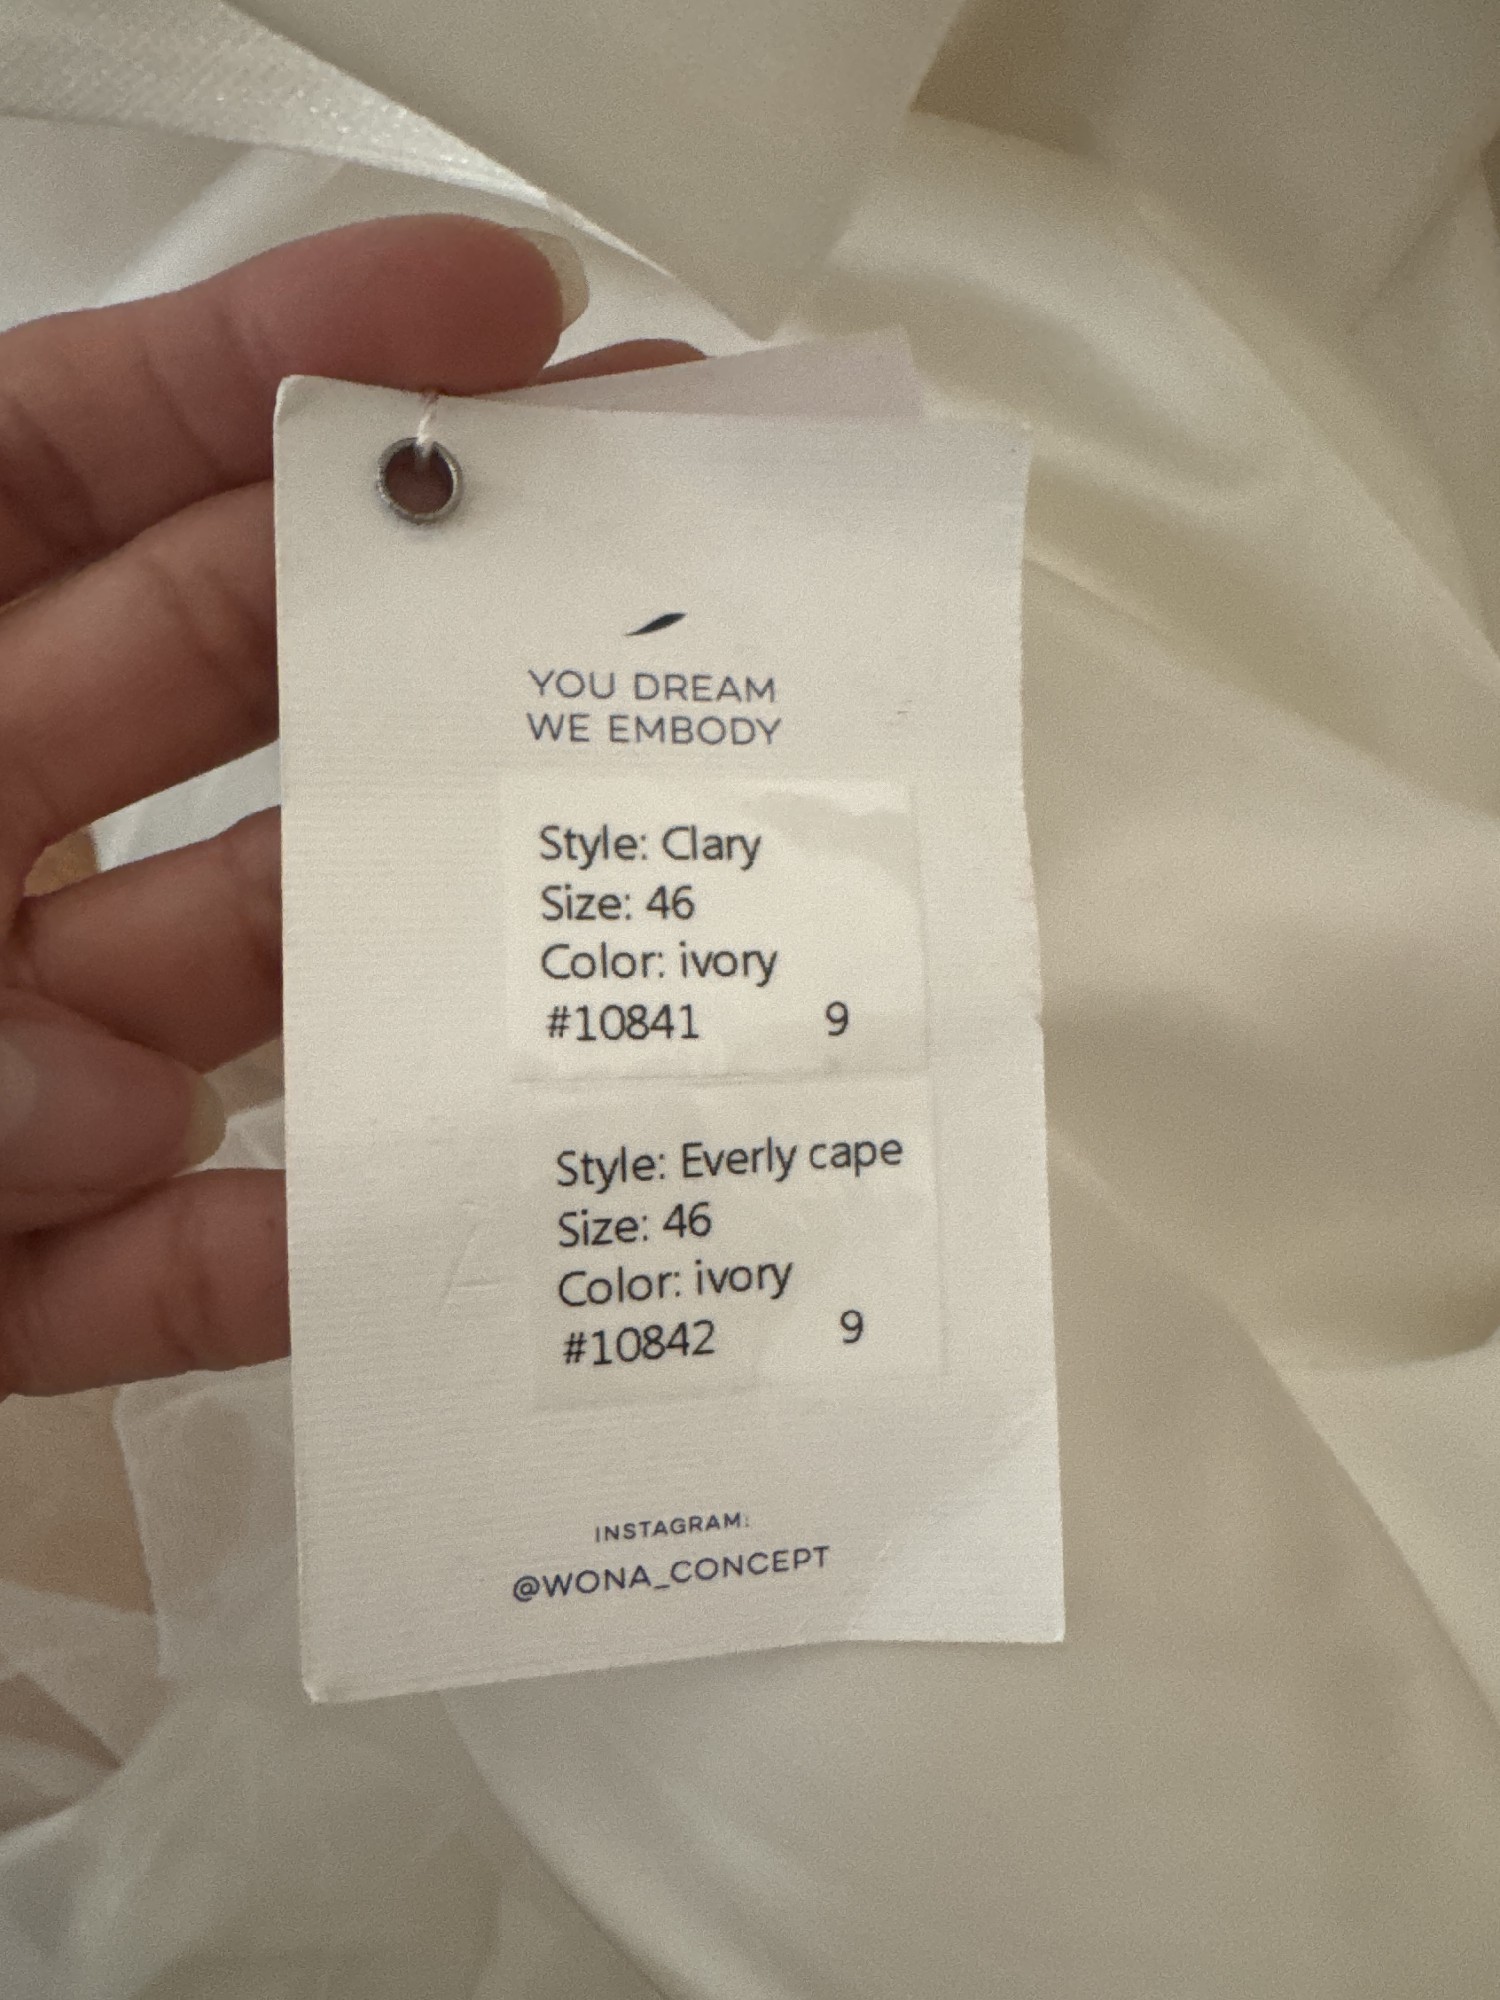 YOU DREAM
WE EMBODY
Style: Clary
Size: 46
Color: ivory
#10841 9
Style: Everly cape
Size: 46
Color: ivory
#10842 9
INSTAGRAM:
@WONA_CONCEPT